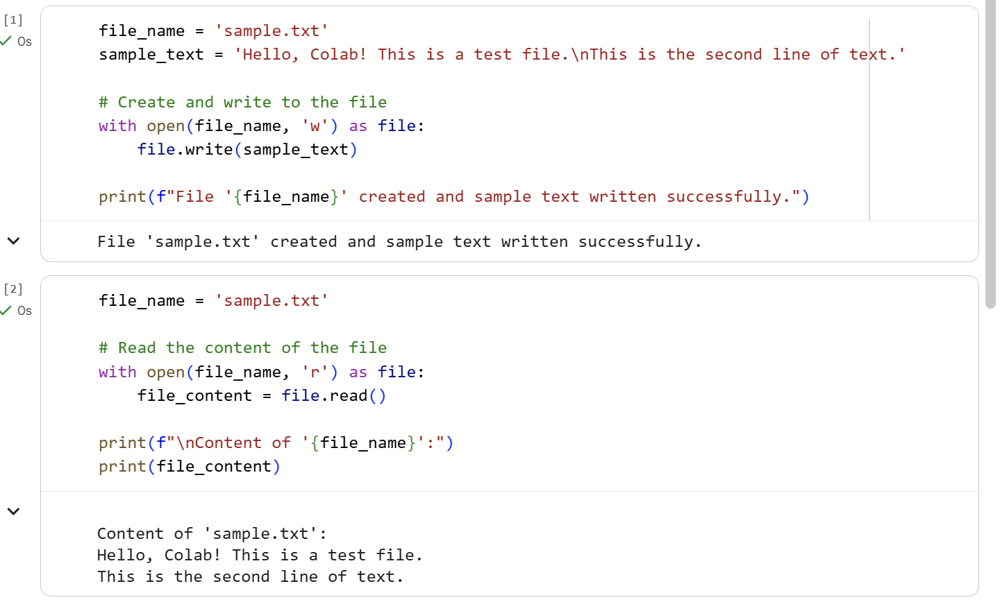 [1]
0s
file_name = 'sample.txt'
sample_text = 'Hello, Colab! This is a test file.\nThis is the second line of text.'

# Create and write to the file
with open(file_name, 'w') as file:
    file.write(sample_text)

print(f"File '{file_name}' created and sample text written successfully.")
File 'sample.txt' created and sample text written successfully.
[2]
0s
file_name = 'sample.txt'

# Read the content of the file
with open(file_name, 'r') as file:
    file_content = file.read()

print(f"\nContent of '{file_name}':")
print(file_content)

Content of 'sample.txt':
Hello, Colab! This is a test file.
This is the second line of text.